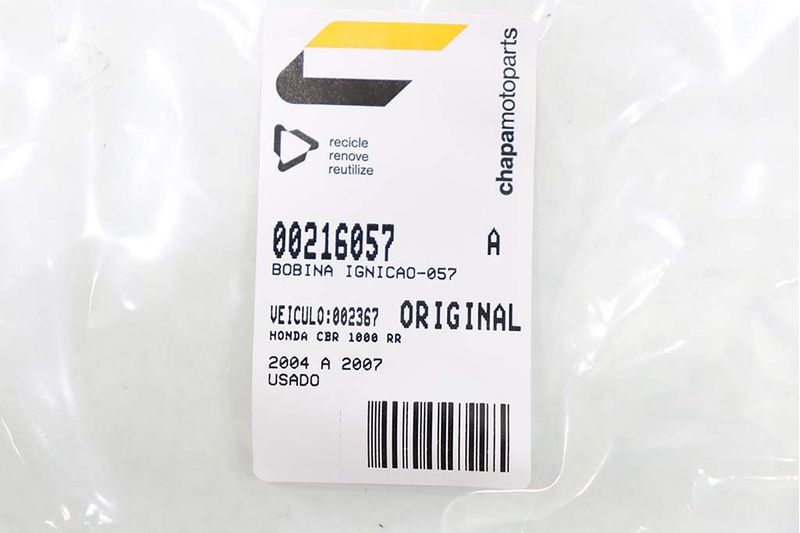 chapamotoparts
recicle
renove
reutilize
00216057 A
BOBINA IGNICAO-057
VEICULO:002367 ORIGINAL
HONDA CBR 1000 RR
2004 A 2007
USADO